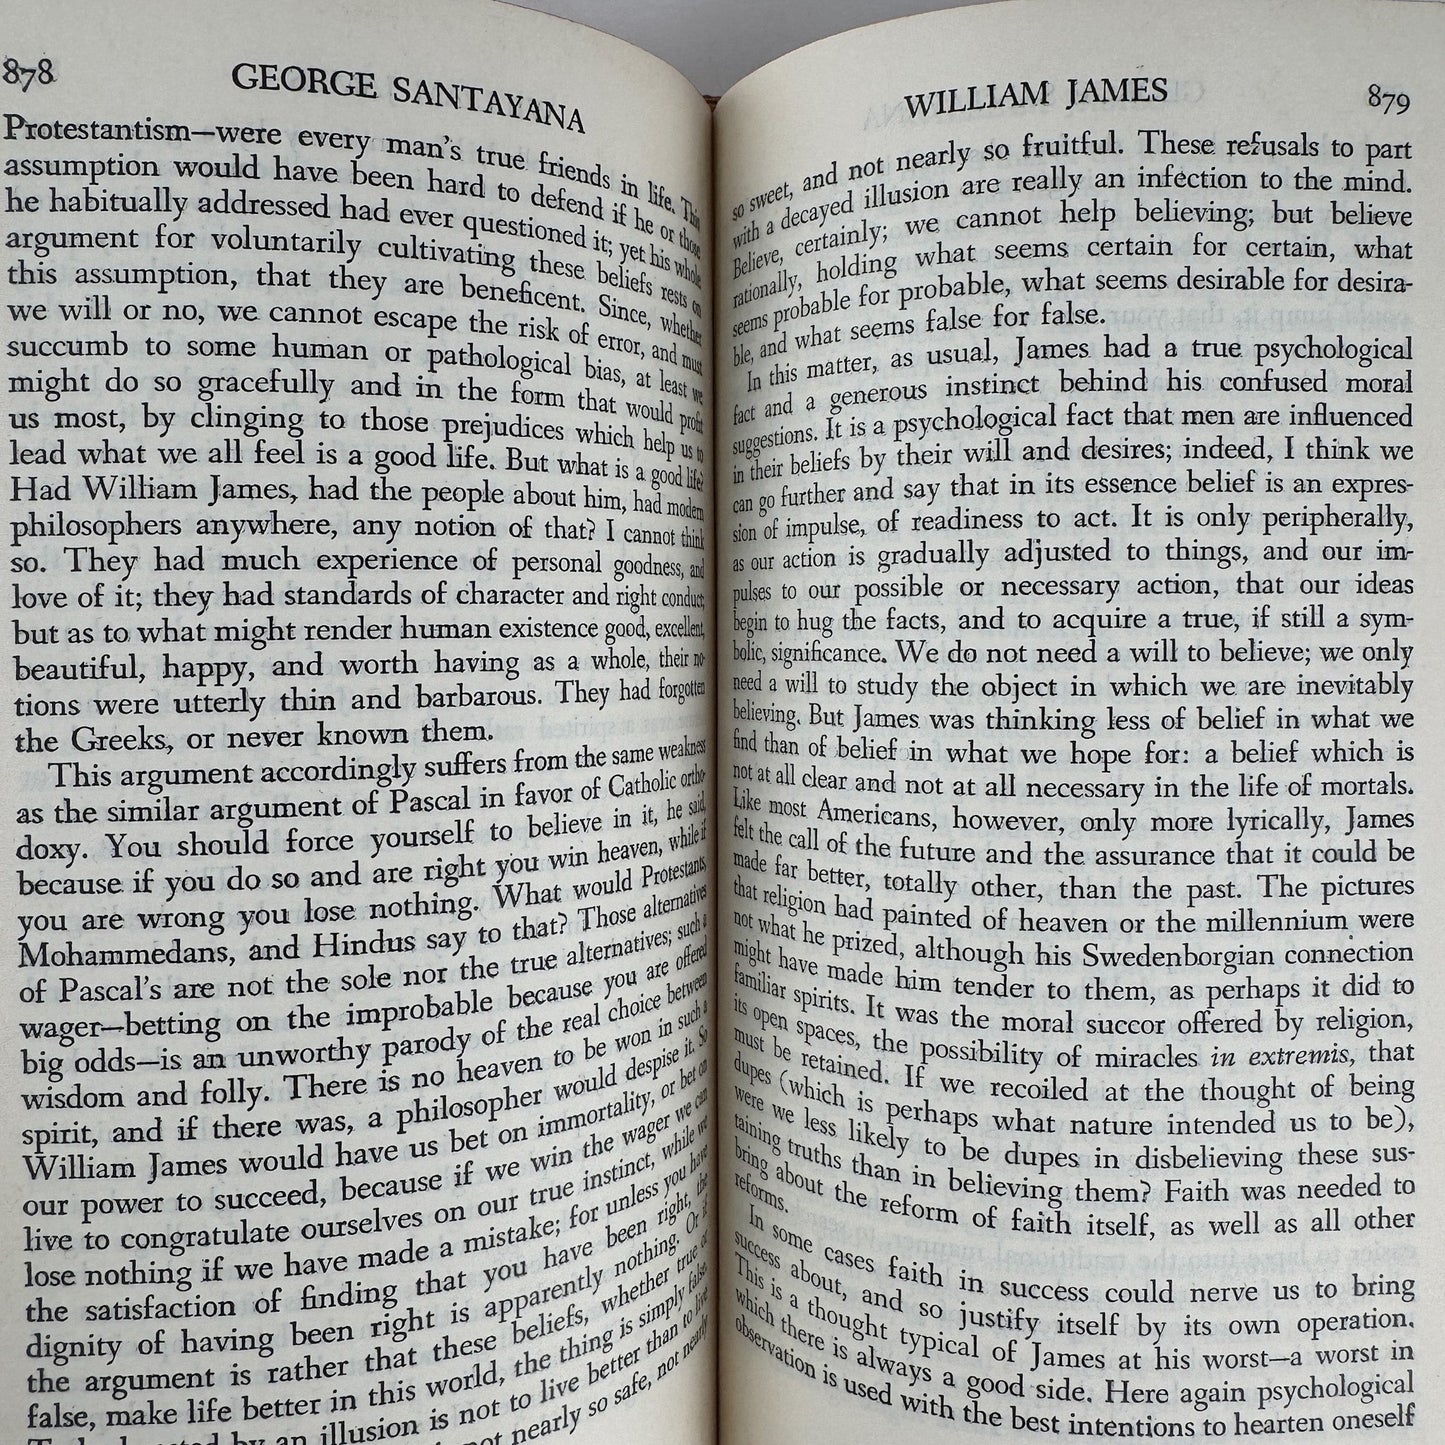 878
GEORGE SANTAYANA
Protestantism—were every man's true friends in life. This
assumption would have been hard to defend if he or those
he habitually addressed had ever questioned it; yet his whole
argument for voluntarily cultivating these beliefs rests on
this assumption, that they are beneficent. Since, whether
we will or no, we cannot escape the risk of error, and must
succumb to some human or pathological bias, at least we
might do so gracefully and in the form that would profit
us most, by clinging to those prejudices which help us to
lead what we all feel is a good life. But what is a good life?
Had William James, had the people about him, had modern
philosophers anywhere, any notion of that? I cannot think
so. They had much experience of personal goodness, and
love of it; they had standards of character and right conduct;
but as to what might render human existence good, excellent,
beautiful, happy, and worth having as a whole, their no-
tions were utterly thin and barbarous. They had forgotten
the Greeks, or never known them.
This argument accordingly suffers from the same weakness
as the similar argument of Pascal in favor of Catholic ortho-
doxy. You should force yourself to believe in it, he said,
because if you do so and are right you win heaven, while if
you are wrong you lose nothing. What would Protestants,
Mohammedans, and Hindus say to that? Those alternatives
of Pascal's are not the sole nor the true alternatives; such a
wager—betting on the improbable because you are offered
big odds—is an unworthy parody of the real choice between
wisdom and folly. There is no heaven to be won in such a
spirit, and if there was, a philosopher would despise it. So
William James would have us bet on immortality, or bet on
our power to succeed, because if we win the wager we can
live to congratulate ourselves on our true instinct, while we
lose nothing if we have made a mistake; for unless you have
the satisfaction of finding that you have been right, the
dignity of having been right is apparently nothing. Or if
the argument is rather that these beliefs, whether true or
false, make life better in this world, the thing is simply false.
by an illusion is not to live better than to live
not nearly so safe, not nearly
WILLIAM JAMES
879
so sweet, and not nearly so fruitful. These refusals to part
with a decayed illusion are really an infection to the mind.
Believe, certainly; we cannot help believing; but believe
rationally, holding what seems certain for certain, what
seems probable for probable, what seems desirable for desira-
ble, and what seems false for false.
In this matter, as usual, James had a true psychological
fact and a generous instinct behind his confused moral
suggestions. It is a psychological fact that men are influenced
in their beliefs by their will and desires; indeed, I think we
can go further and say that in its essence belief is an expres-
sion of impulse, of readiness to act. It is only peripherally,
as our action is gradually adjusted to things, and our im-
pulses to our possible or necessary action, that our ideas
begin to hug the facts, and to acquire a true, if still a sym-
bolic, significance. We do not need a will to believe; we only
need a will to study the object in which we are inevitably
believing. But James was thinking less of belief in what we
find than of belief in what we hope for: a belief which is
not at all clear and not at all necessary in the life of mortals.
Like most Americans, however, only more lyrically, James
felt the call of the future and the assurance that it could be
made far better, totally other, than the past. The pictures
that religion had painted of heaven or the millennium were
not what he prized, although his Swedenborgian connection
might have made him tender to them, as perhaps it did to
familiar spirits. It was the moral succor offered by religion,
its open spaces, the possibility of miracles in extremis, that
must be retained. If we recoiled at the thought of being
dupes (which is perhaps what nature intended us to be),
were we less likely to be dupes in disbelieving these sus-
taining truths than in believing them? Faith was needed to
bring about the reform of faith itself, as well as all other
reforms.
In some cases faith in success could nerve us to bring
success about, and so justify itself by its own operation.
This is a thought typical of James at his worst—a worst in
which there is always a good side. Here again psychological
observation is used with the best intentions to hearten oneself